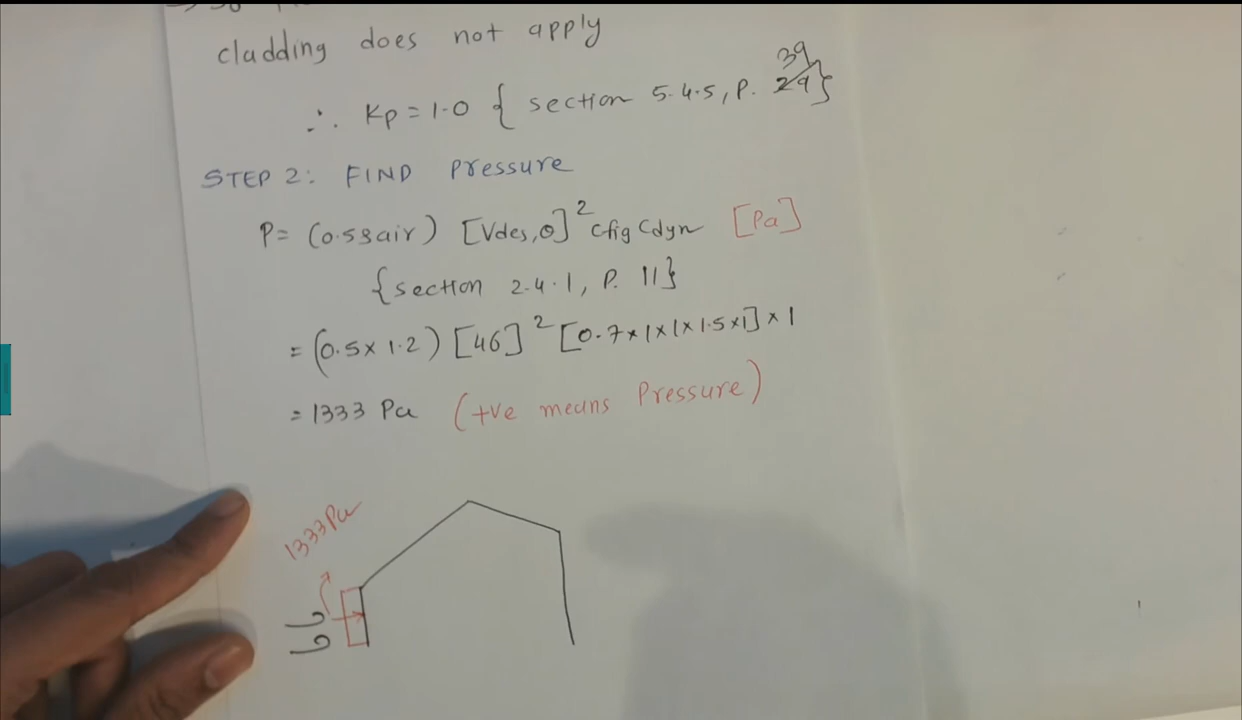 cladding does not apply
∴ Kp = 1.0 { section 5.4.5, P. 39 29 }
STEP 2: FIND Pressure
P = (0.5 ρair) [Vdes,θ]² Cfig Cdyn [Pa]
{section 2.4.1, P. 11}
= (0.5 x 1.2) [46]² [0.7 x 1 x 1 x 1.5 x 1] x 1
= 1333 Pa (+ve means Pressure)
1333 Pa